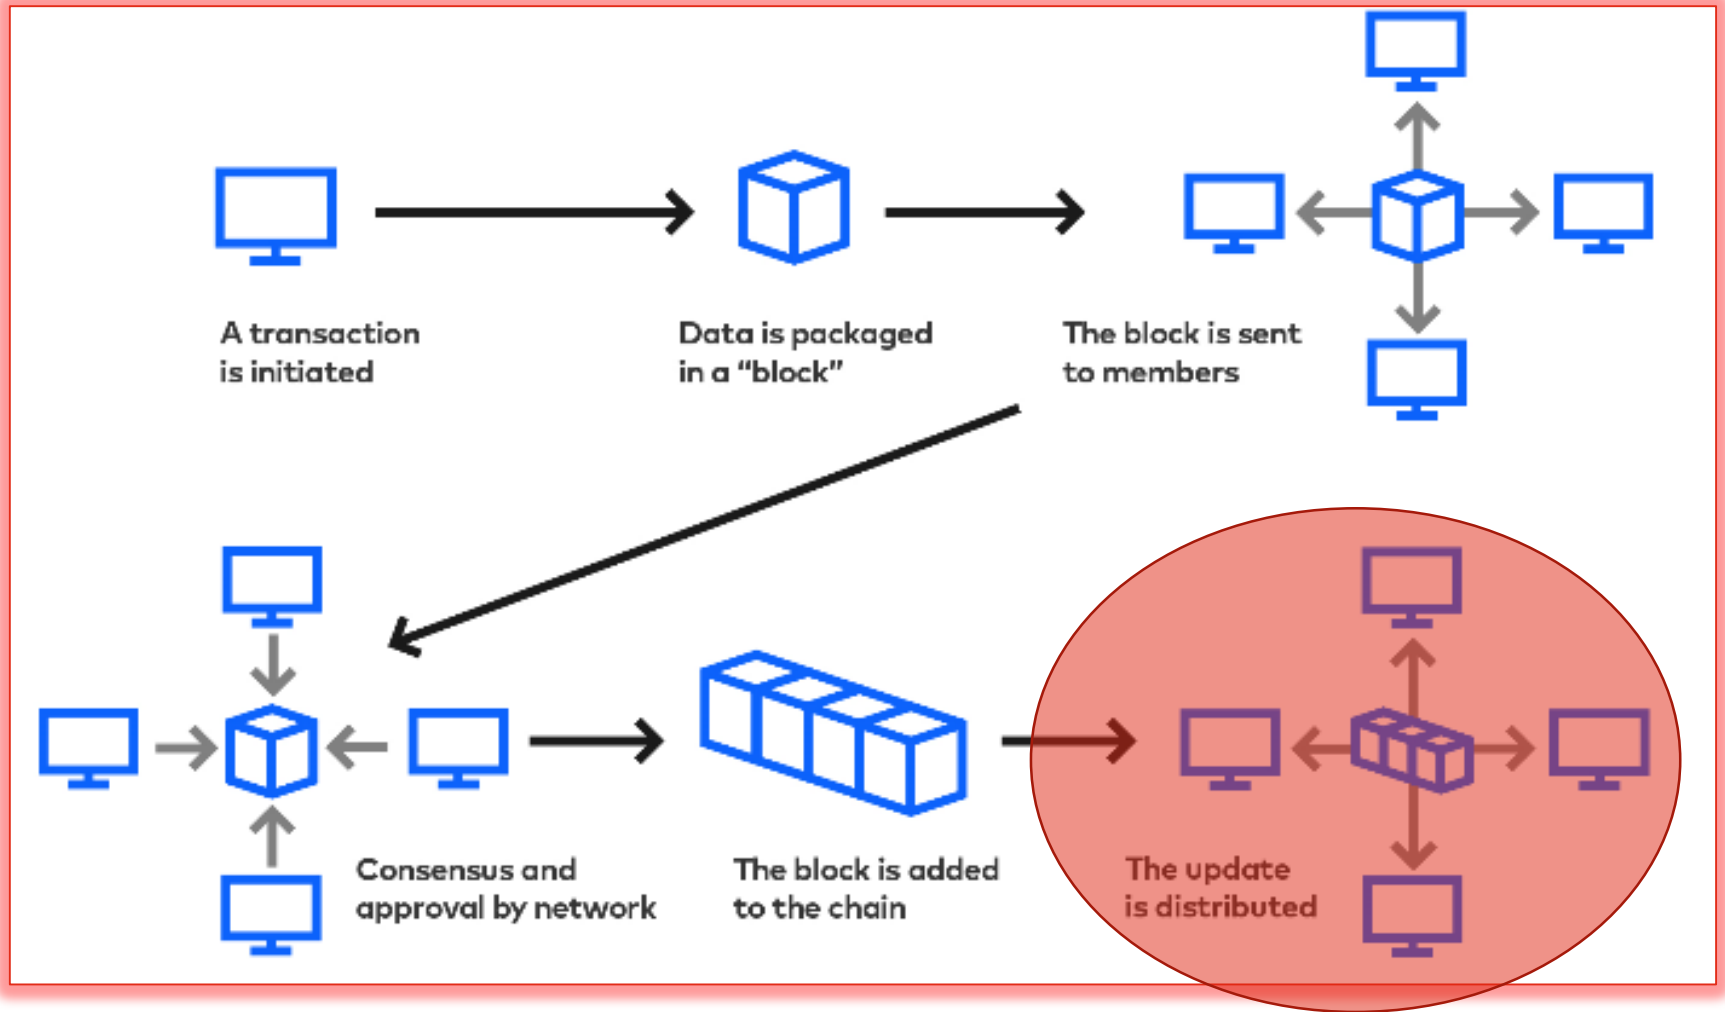 A transaction
is initiated
Data is packaged
in a “block”
The block is sent
to members
Consensus and
approval by network
The block is added
to the chain
The update
is distributed